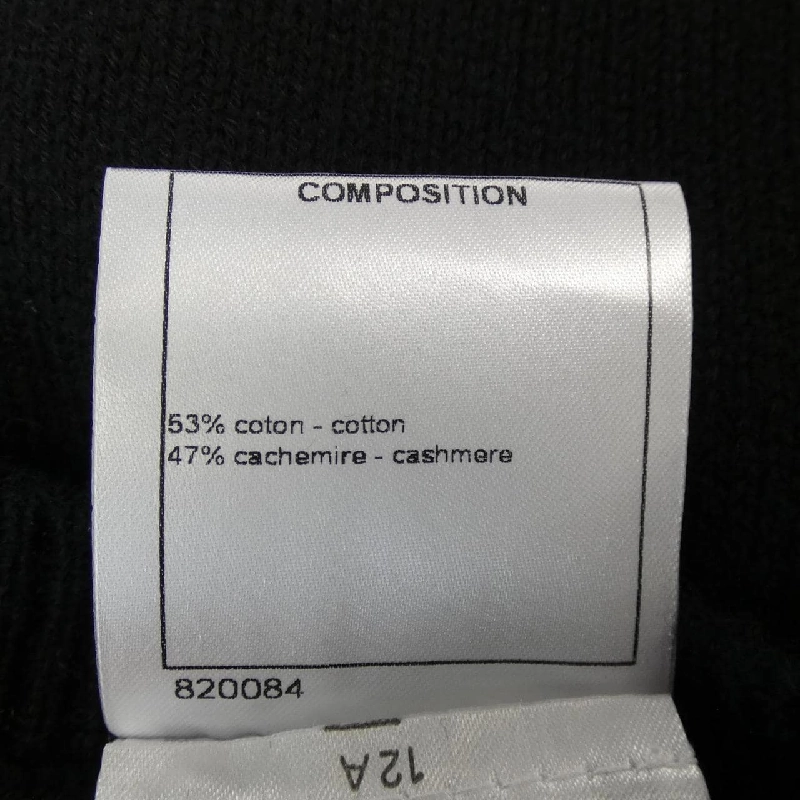 COMPOSITION
53% coton - cotton
47% cachemire - cashmere
820084
12A